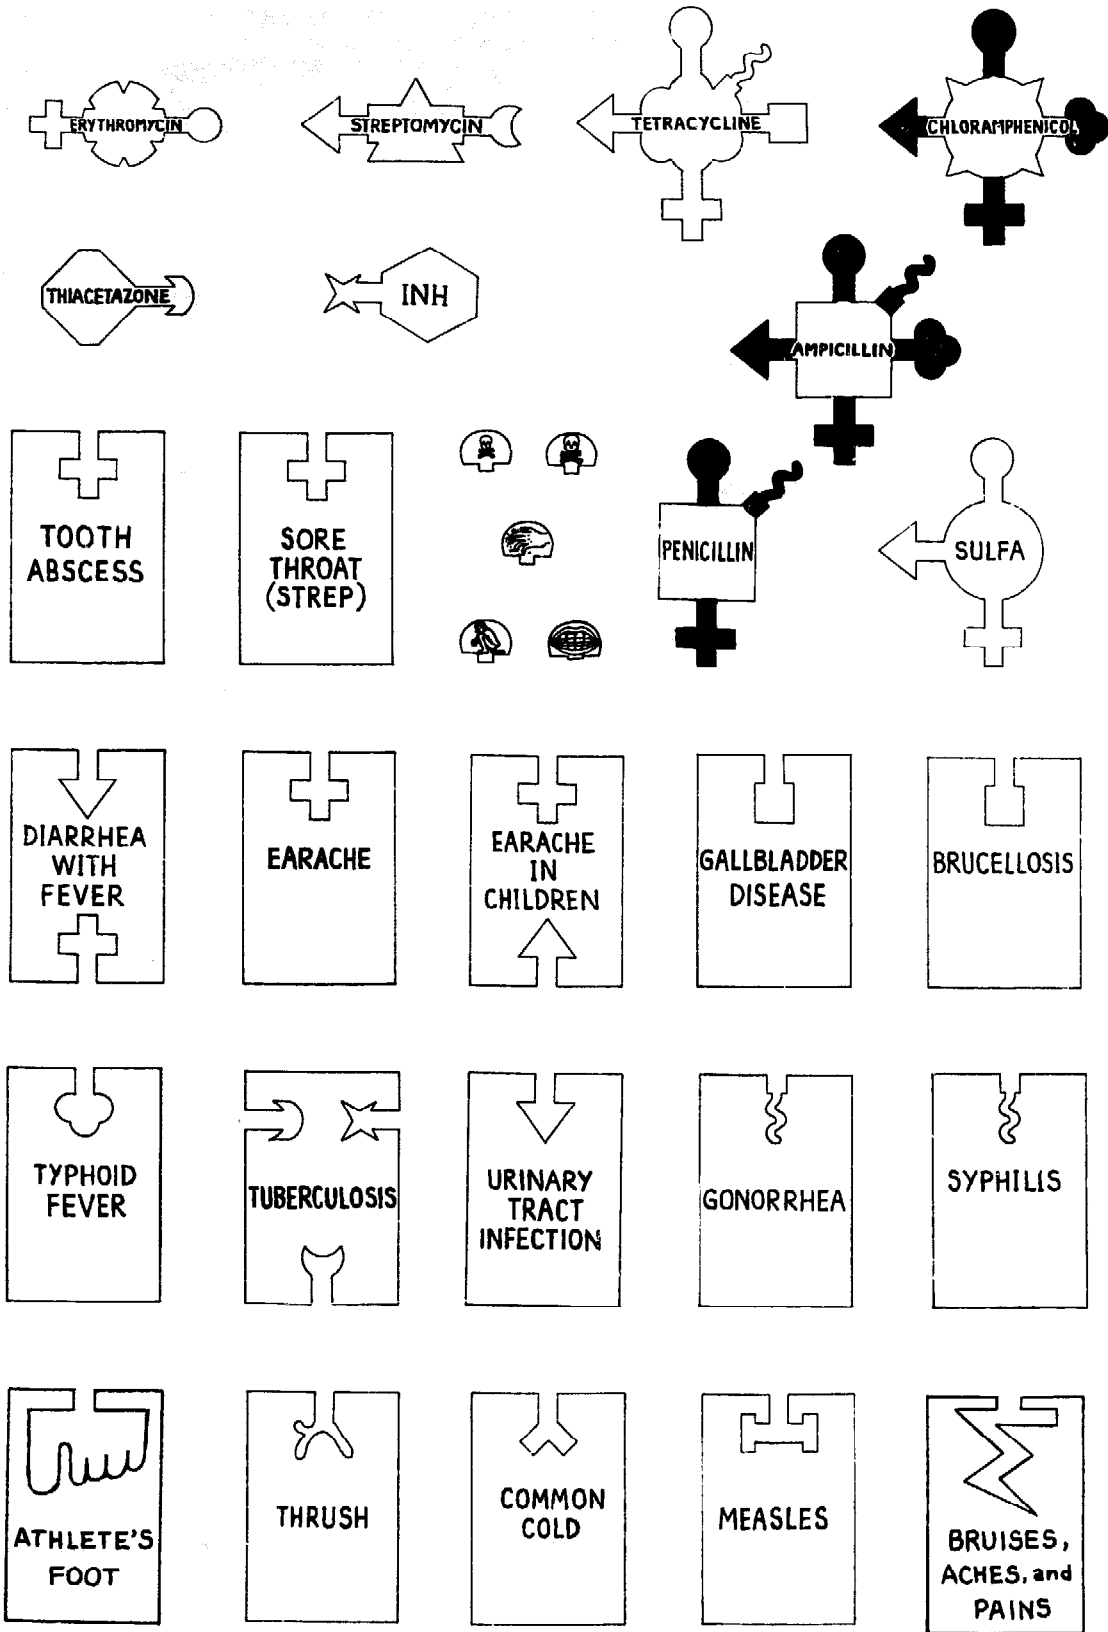 ERYTHROMYCIN
STREPTOMYCIN
TETRACYCLINE
CHLORAMPHENICOL
THIACETAZONE
INH
AMPICILLIN
TOOTH
ABSCESS
SORE
THROAT
(STREP)
PENICILLIN
SULFA
DIARRHEA
WITH
FEVER
EARACHE
EARACHE
IN
CHILDREN
GALLBLADDER
DISEASE
BRUCELLOSIS
TYPHOID
FEVER
TUBERCULOSIS
URINARY
TRACT
INFECTION
GONORRHEA
SYPHILIS
ATHLETE'S
FOOT
THRUSH
COMMON
COLD
MEASLES
BRUISES,
ACHES, and
PAINS